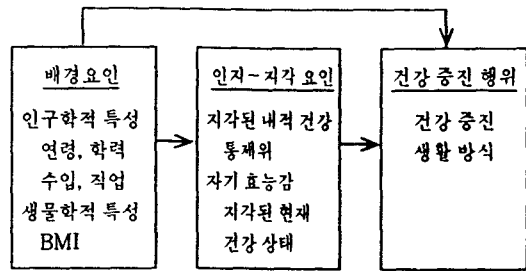 배경요인
인구학적 특성
연령, 학력
수입, 직업
생물학적 특성
BMI
인지~지각 요인
지각된 내적 건강
통재위
자기 효능감
지각된 현재
건강 상태
건강 증진 행위
건강 증진
생활 방식